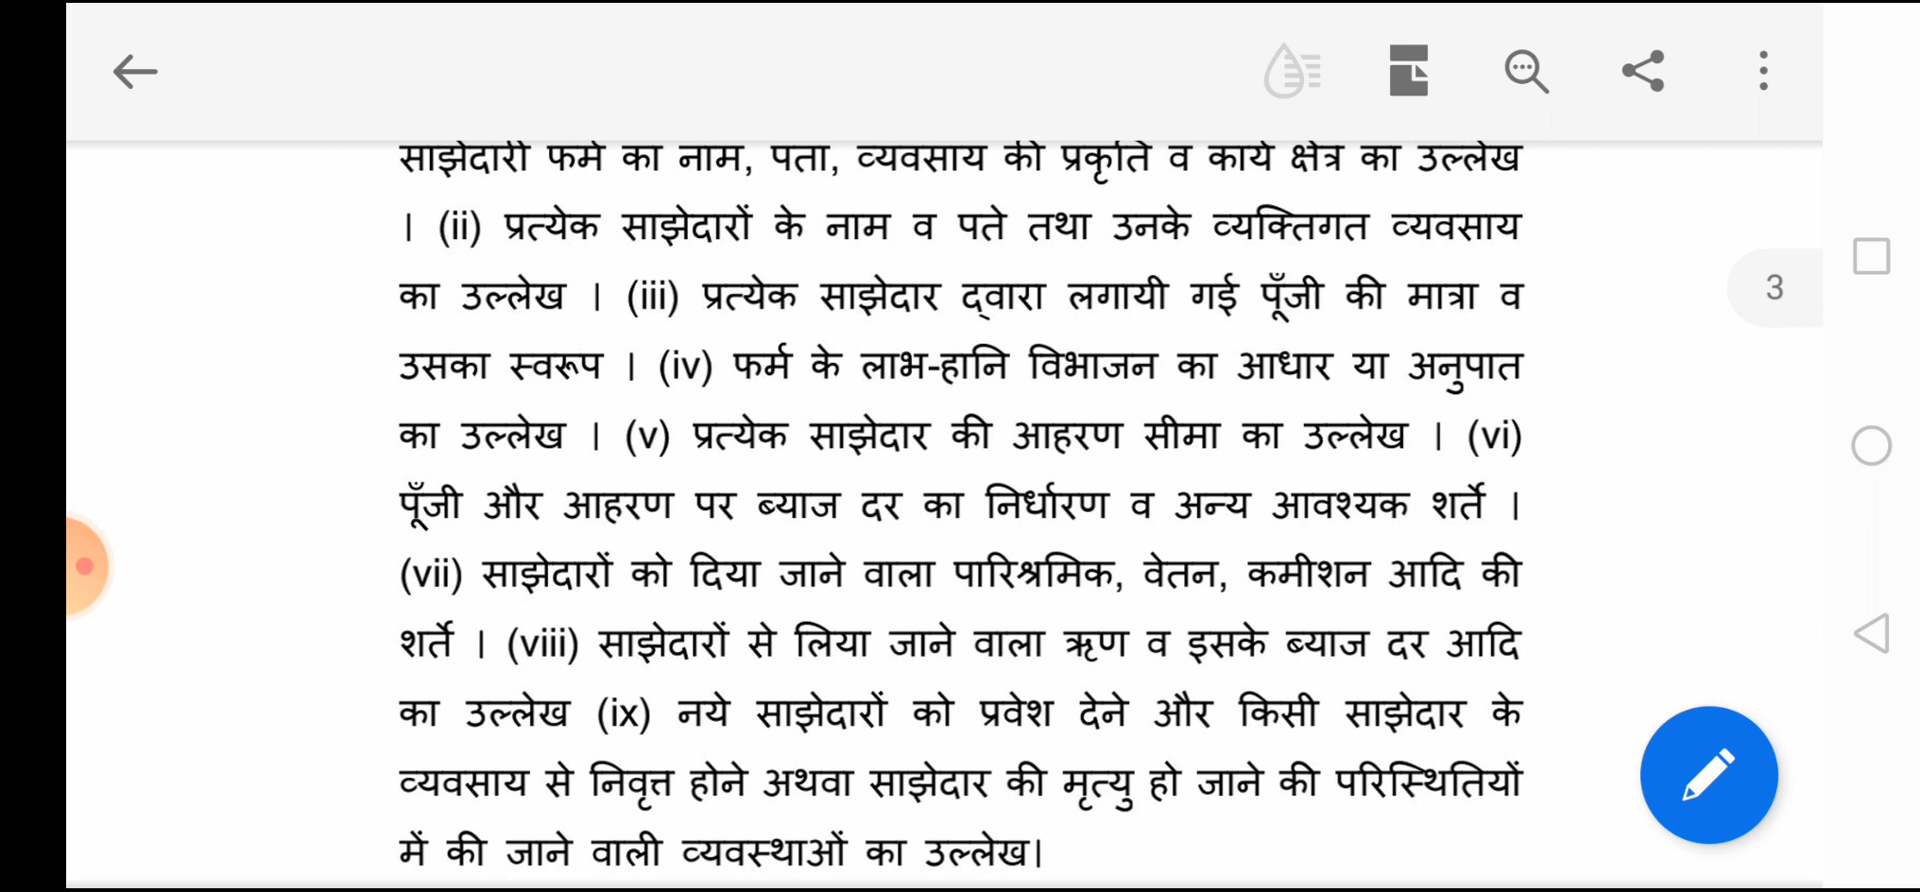 साझेदारी फर्म का नाम, पता, व्यवसाय की प्रकृति व कार्य क्षेत्र का उल्लेख
। (ii) प्रत्येक साझेदारों के नाम व पते तथा उनके व्यक्तिगत व्यवसाय
का उल्लेख । (iii) प्रत्येक साझेदार द्वारा लगायी गई पूँजी की मात्रा व
उसका स्वरूप । (iv) फर्म के लाभ-हानि विभाजन का आधार या अनुपात
का उल्लेख । (v) प्रत्येक साझेदार की आहरण सीमा का उल्लेख । (vi)
पूँजी और आहरण पर ब्याज दर का निर्धारण व अन्य आवश्यक शर्ते ।
(vii) साझेदारों को दिया जाने वाला पारिश्रमिक, वेतन, कमीशन आदि की
शर्ते । (viii) साझेदारों से लिया जाने वाला ऋण व इसके ब्याज दर आदि
का उल्लेख (ix) नये साझेदारों को प्रवेश देने और किसी साझेदार के
व्यवसाय से निवृत्त होने अथवा साझेदार की मृत्यु हो जाने की परिस्थितियों
में की जाने वाली व्यवस्थाओं का उल्लेख।
3